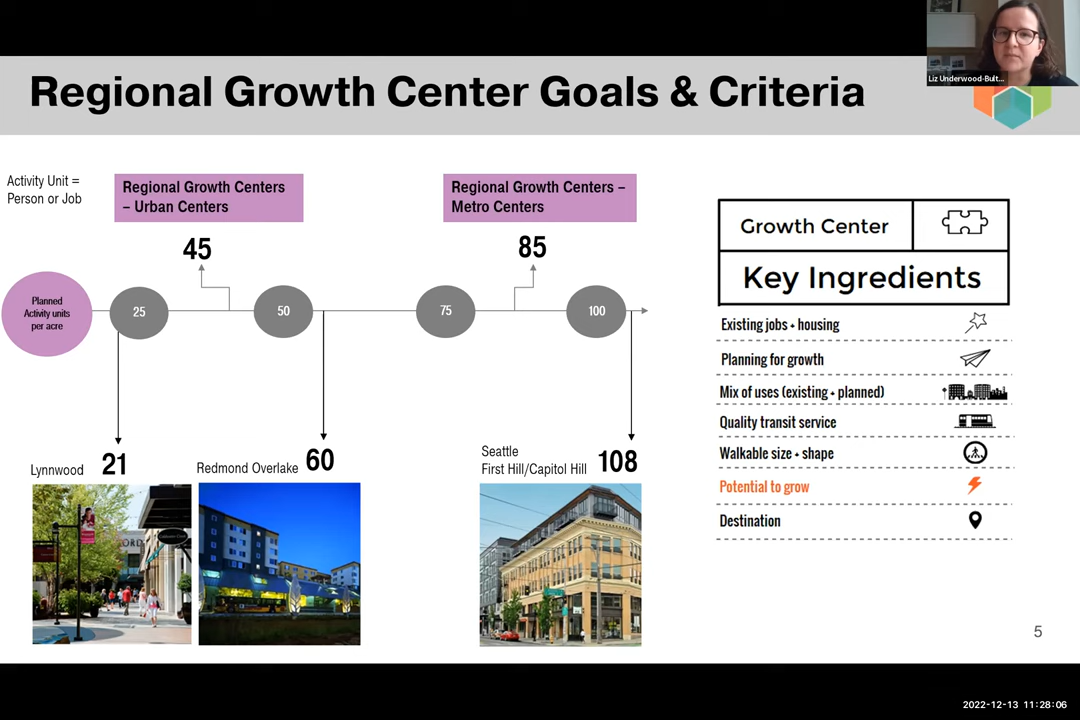 Liz Underwood-Bult...
Regional Growth Center Goals & Criteria
Activity Unit =
Person or Job
Regional Growth Centers
– Urban Centers
Regional Growth Centers –
Metro Centers
45
85
Planned
Activity units
per acre
25
50
75
100
Lynnwood 21
Redmond Overlake 60
Seattle
First Hill/Capitol Hill 108
Growth Center
Key Ingredients
Existing jobs + housing
Planning for growth
Mix of uses (existing + planned)
Quality transit service
Walkable size + shape
Potential to grow
Destination
5
2022-12-13 11:28:06